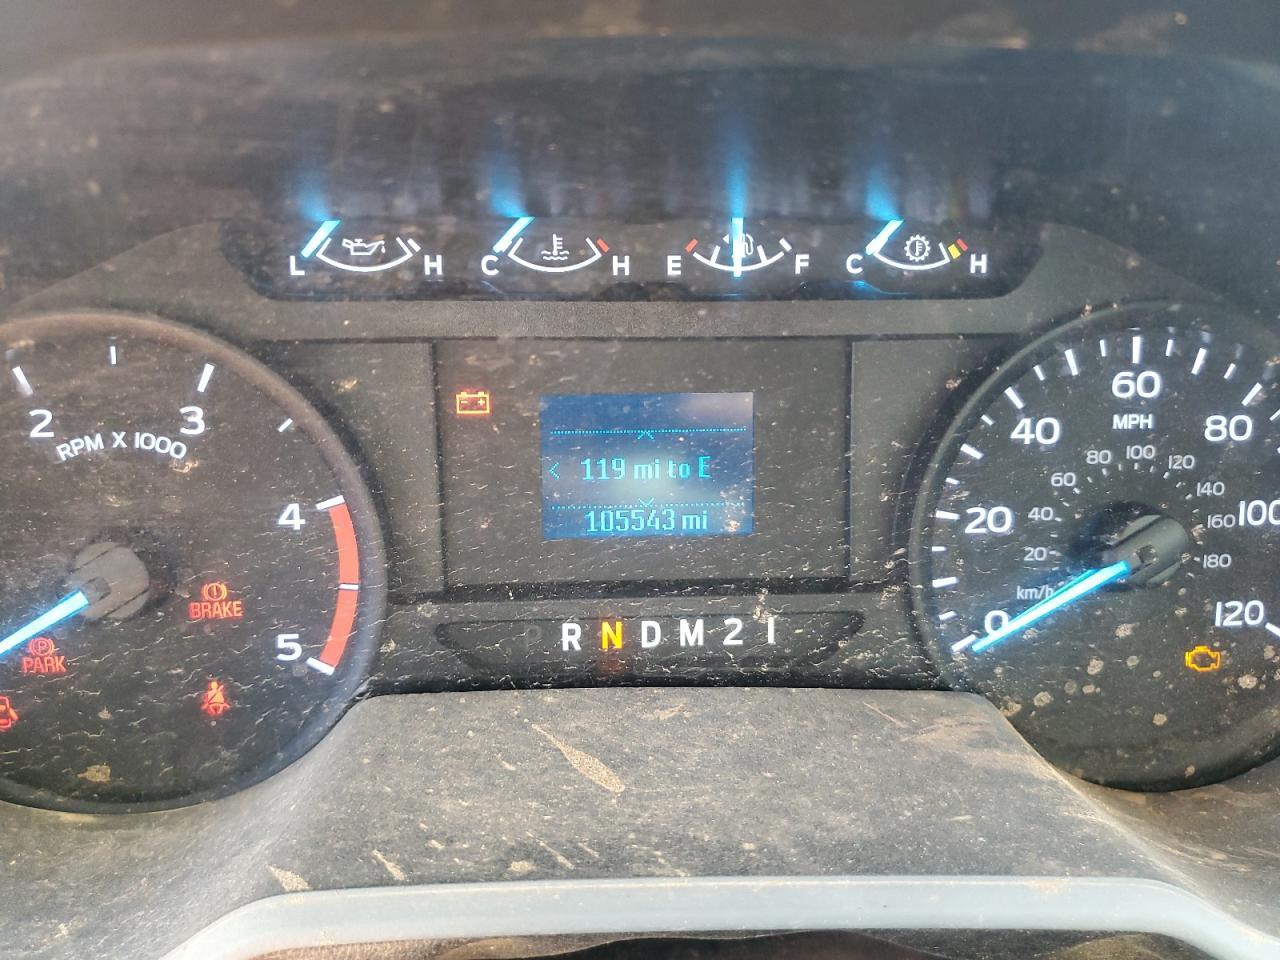 L H C H E F C H
2 3
RPM X 1000
4
5
BRAKE
PARK
119 mi to E
105543 mi
P R N D M 2 1
0 20 40 60 80 100 120
MPH
20 40 60 80 100 120 140 160 180
km/h